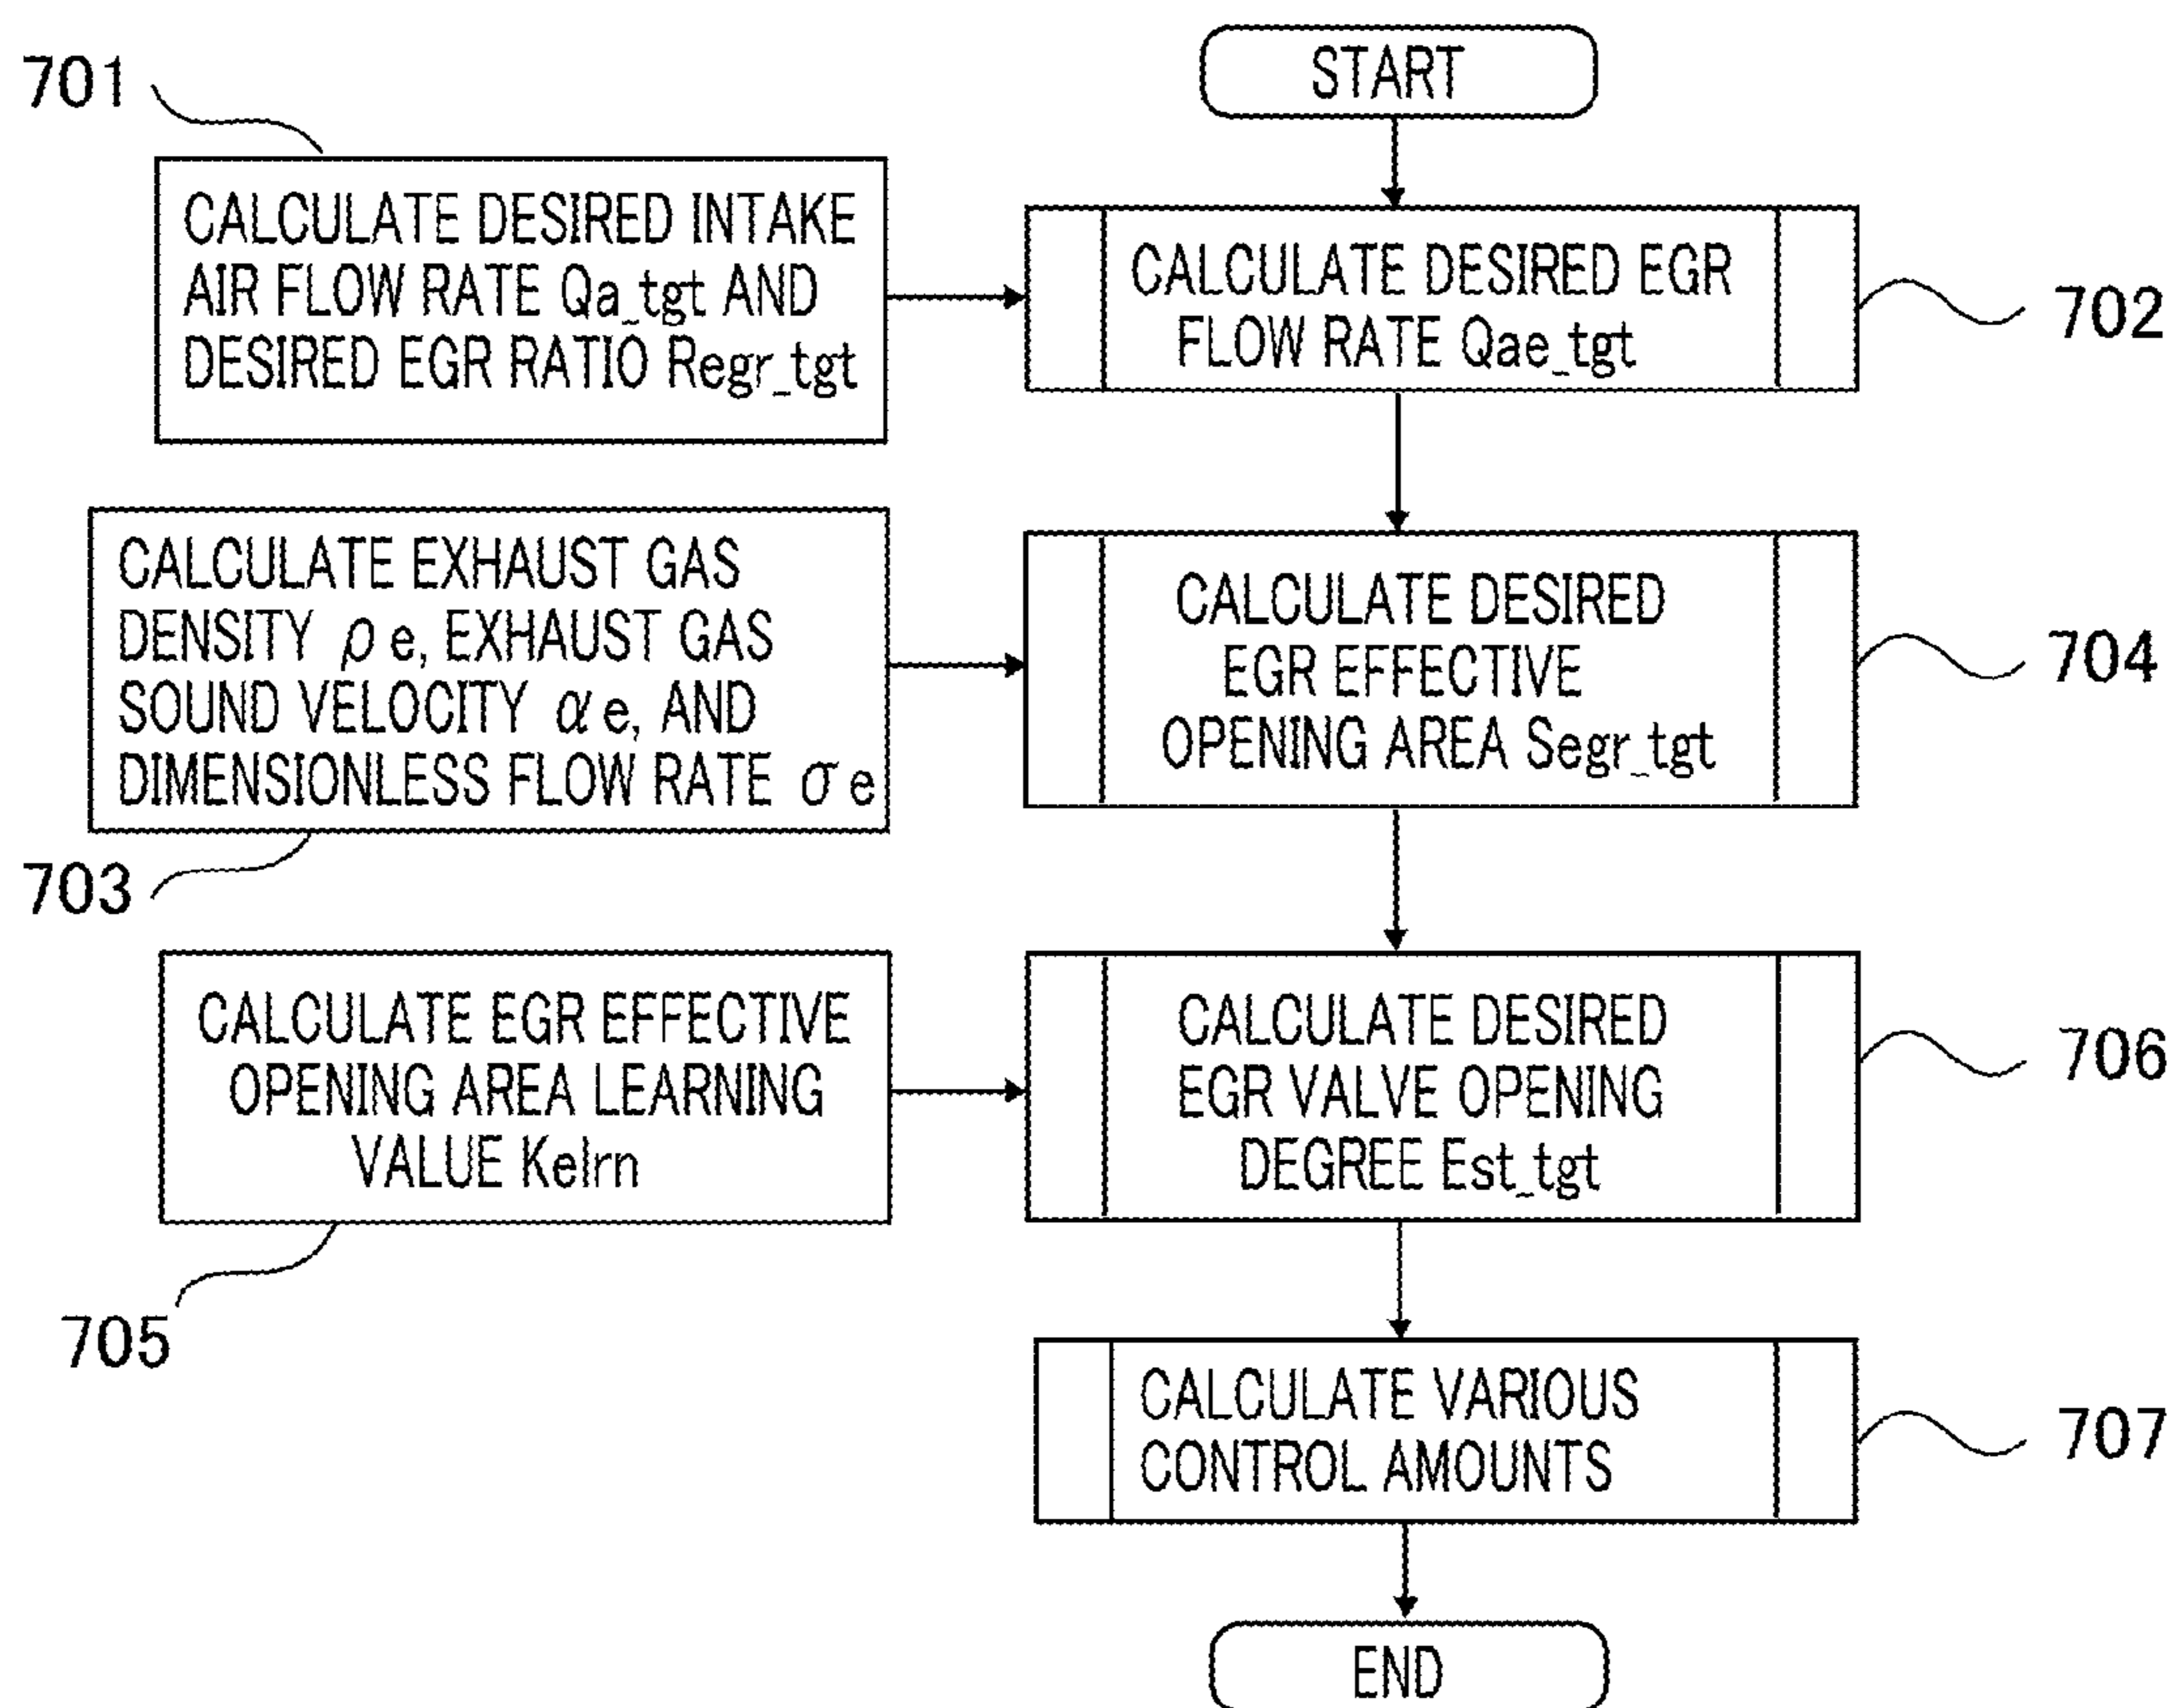 START
701
CALCULATE DESIRED INTAKE
AIR FLOW RATE Qa_tgt AND
DESIRED EGR RATIO Regr_tgt
CALCULATE DESIRED EGR
FLOW RATE Qae_tgt
702
CALCULATE EXHAUST GAS
DENSITY ρe, EXHAUST GAS
SOUND VELOCITY αe, AND
DIMENSIONLESS FLOW RATE σe
703
CALCULATE DESIRED
EGR EFFECTIVE
OPENING AREA Segr_tgt
704
CALCULATE EGR EFFECTIVE
OPENING AREA LEARNING
VALUE Kelrn
705
CALCULATE DESIRED
EGR VALVE OPENING
DEGREE Est_tgt
706
CALCULATE VARIOUS
CONTROL AMOUNTS
707
END